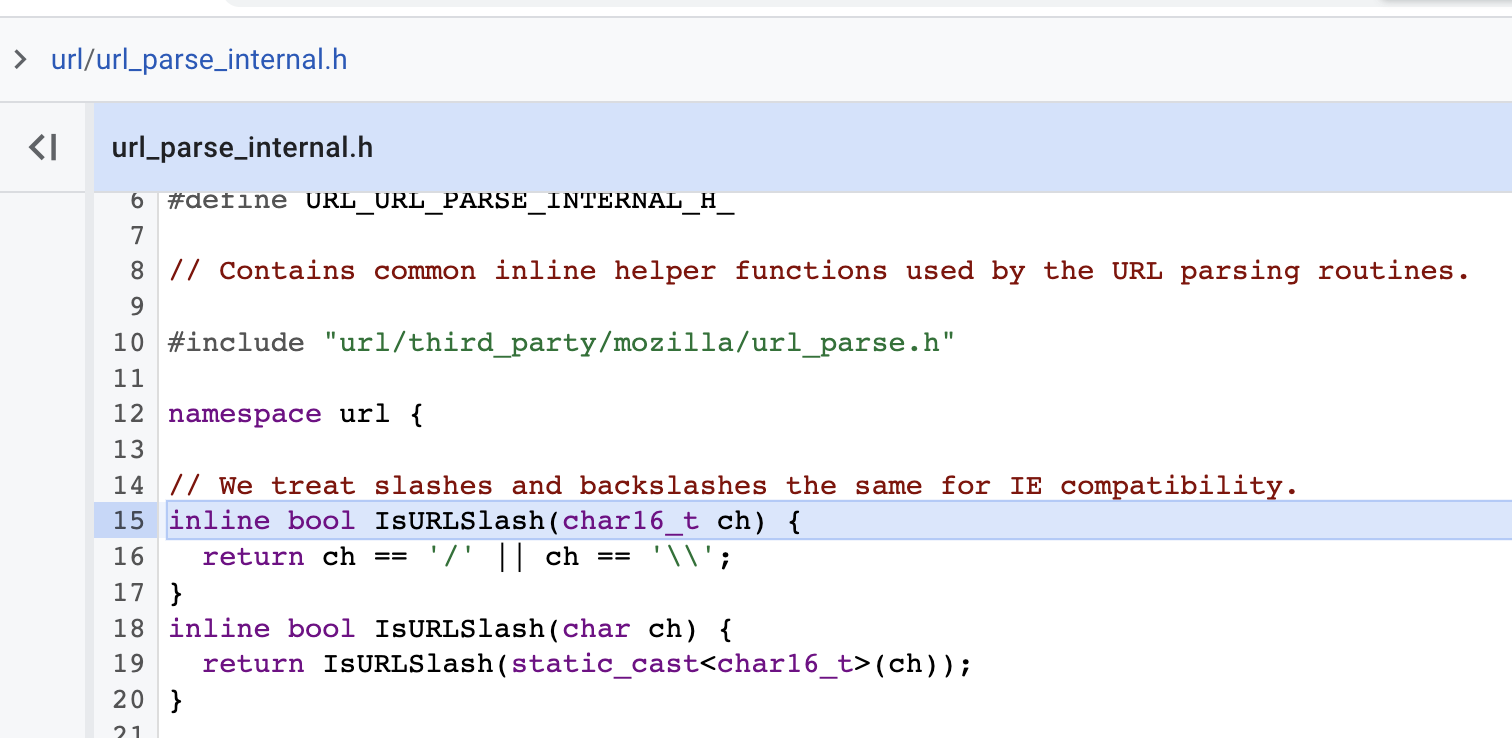 url/url_parse_internal.h
url_parse_internal.h
6 #define URL_URL_PARSE_INTERNAL_H_
7
8 // Contains common inline helper functions used by the URL parsing routines.
9
10 #include "url/third_party/mozilla/url_parse.h"
11
12 namespace url {
13
14 // We treat slashes and backslashes the same for IE compatibility.
15 inline bool IsURLSlash(char16_t ch) {
16   return ch == '/' || ch == '\\';
17 }
18 inline bool IsURLSlash(char ch) {
19   return IsURLSlash(static_cast<char16_t>(ch));
20 }
21